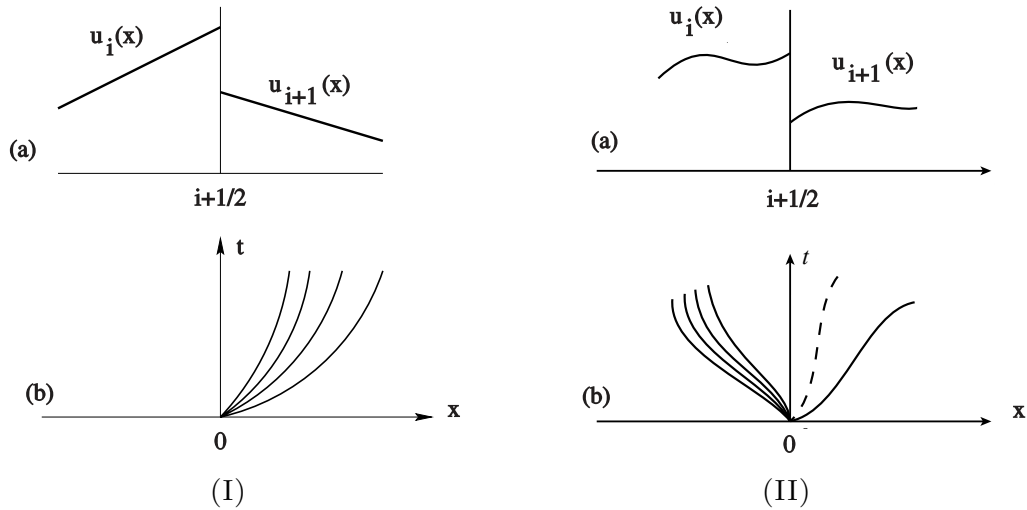 u_i(x)
u_{i+1}(x)
(a)
i+1/2
t
(b)
x
0
(I)
u_i(x)
u_{i+1}(x)
(a)
i+1/2
t
(b)
x
0
(II)